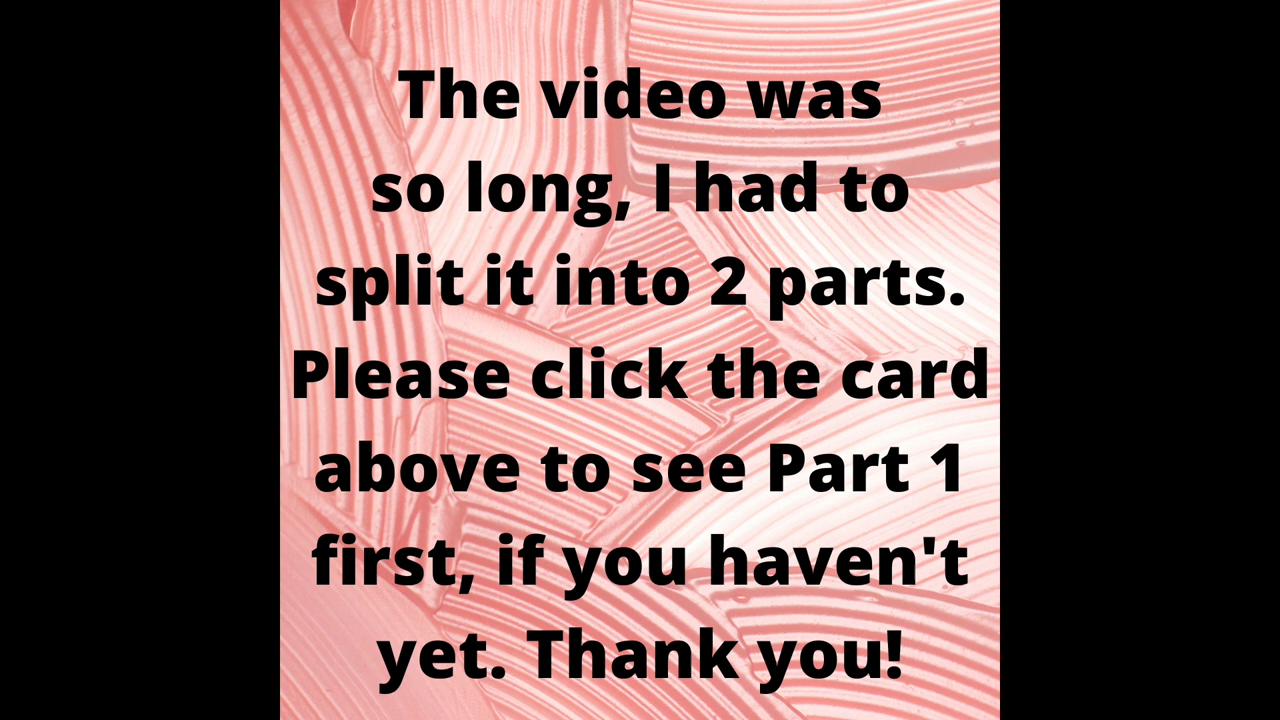 The video was
so long, I had to
split it into 2 parts.
Please click the card
above to see Part 1
first, if you haven't
yet. Thank you!